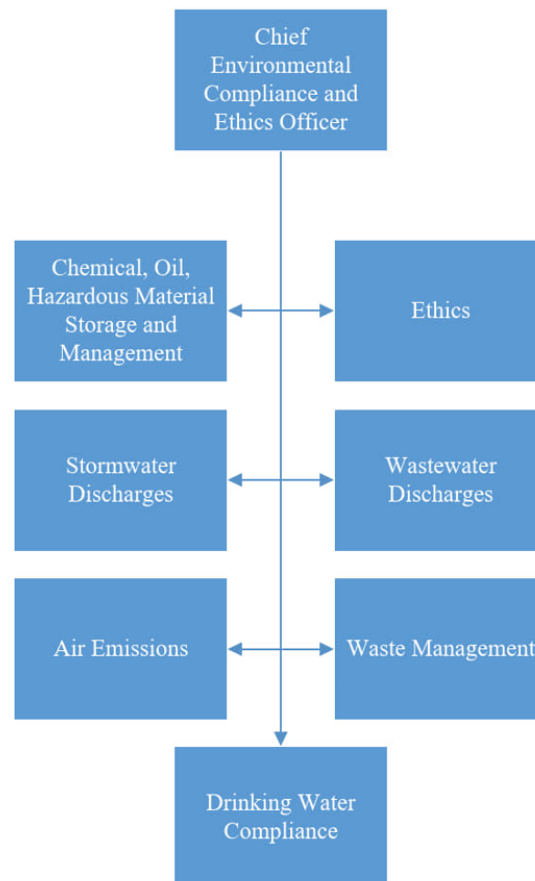 Chief
Environmental
Compliance and
Ethics Officer
Chemical, Oil,
Hazardous Material
Storage and
Management
Ethics
Stormwater
Discharges
Wastewater
Discharges
Air Emissions
Waste Management
Drinking Water
Compliance